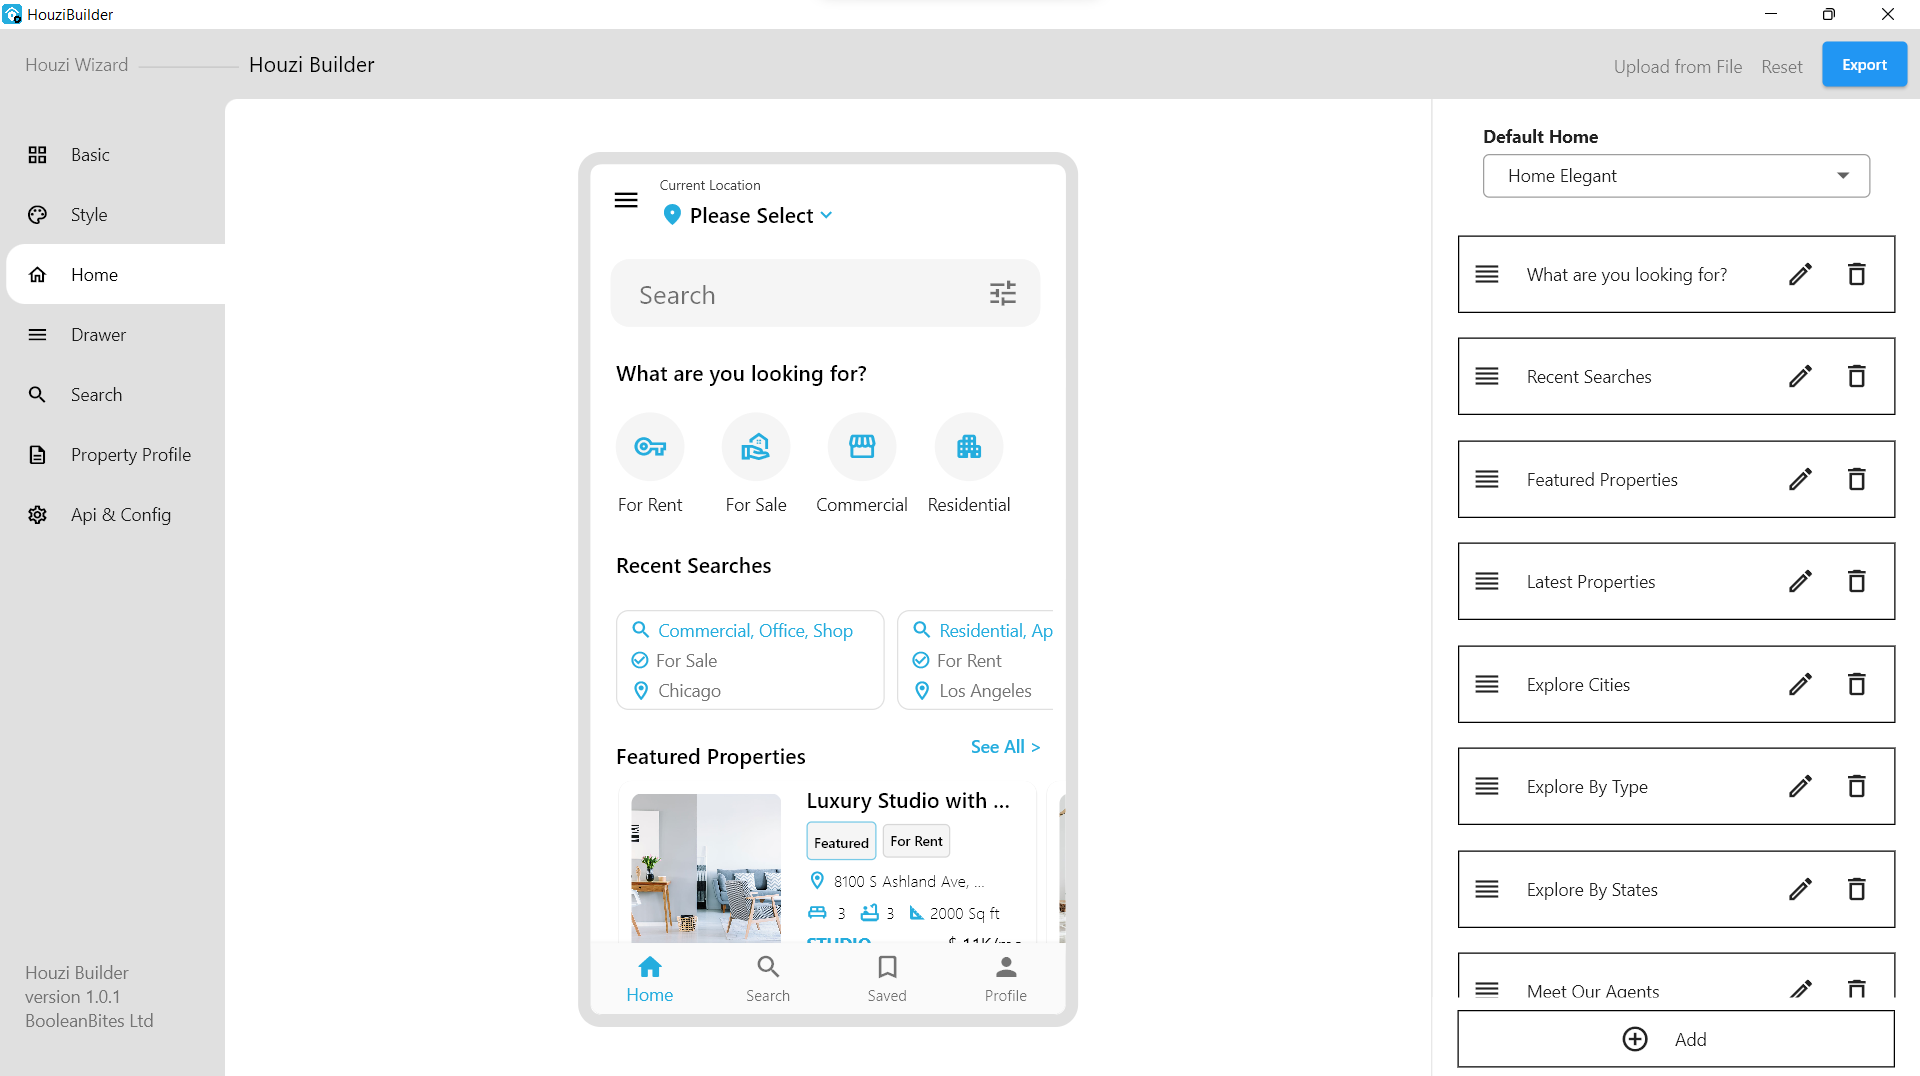 HouziBuilder
Houzi Wizard
Houzi Builder
Upload from File
Reset
Export
Basic
Style
Home
Drawer
Search
Property Profile
Api & Config
Houzi Builder
version 1.0.1
BooleanBites Ltd
Current Location
Please Select
Search
What are you looking for?
For Rent
For Sale
Commercial
Residential
Recent Searches
Commercial, Office, Shop
For Sale
Chicago
Residential, Ap
For Rent
Los Angeles
Featured Properties
See All >
Luxury Studio with ...
Featured
For Rent
8100 S Ashland Ave, ...
3
3
2000 Sq ft
STUDIO
$ 11K/mo
Home
Search
Saved
Profile
Default Home
Home Elegant
What are you looking for?
Recent Searches
Featured Properties
Latest Properties
Explore Cities
Explore By Type
Explore By States
Meet Our Agents
Add